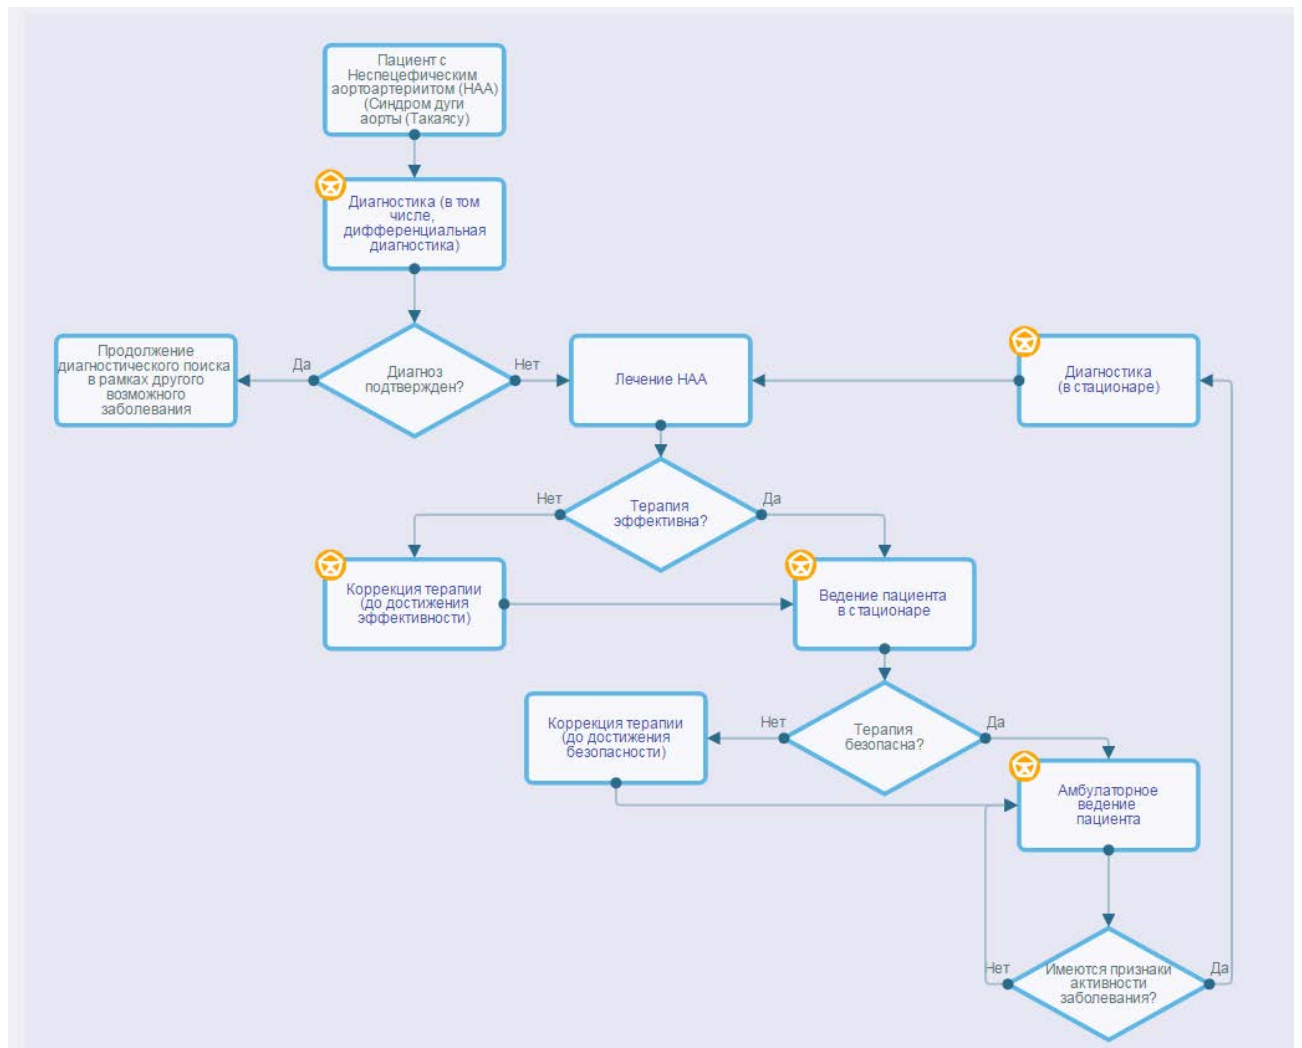 Пациент с
Неспецефическим
аортоартериитом (НАА)
(Синдром дуги
аорты (Такаясу)
Диагностика (в том
числе,
дифференциальная
диагностика)
Продолжение
диагностического поиска
в рамках другого
возможного
заболевания
Да
Диагноз
подтвержден?
Нет
Лечение НАА
Диагностика
(в стационаре)
Нет
Терапия
эффективна?
Да
Коррекция терапии
(до достижения
эффективности)
Ведение пациента
в стационаре
Коррекция терапии
(до достижения
безопасности)
Нет
Терапия
безопасна?
Да
Амбулаторное
ведение
пациента
Нет
Имеются признаки
активности
заболевания?
Да